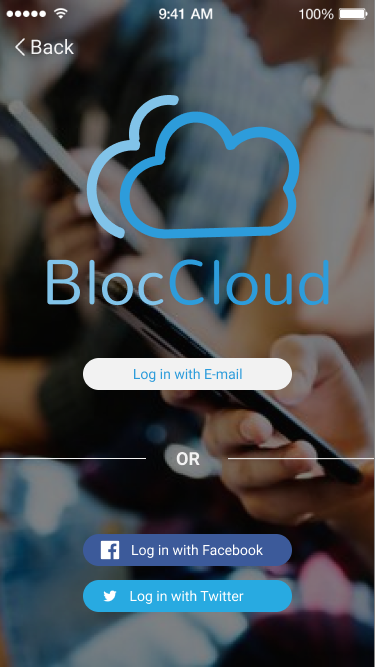 9:41 AM 100%
Back
BlocCloud
Log in with E-mail
OR
Log in with Facebook
Log in with Twitter